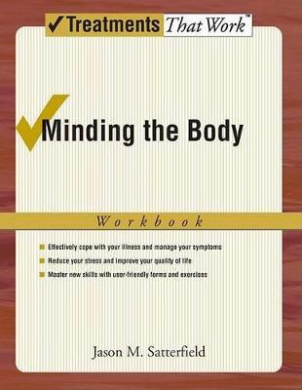 Treatments That Work™
Minding the Body
Workbook
Effectively cope with your illness and manage your symptoms
Reduce your stress and improve your quality of life
Master new skills with user-friendly forms and exercises
Jason M. Satterfield